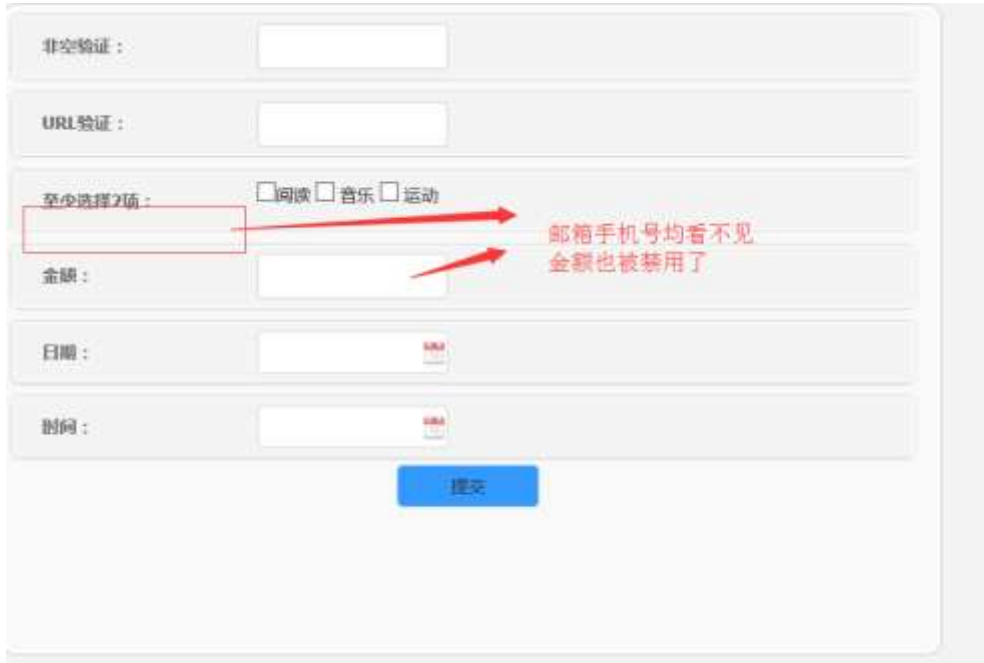 非空验证：
URL验证：
至少选择2项：
阅读 音乐 运动
邮箱手机号均看不见
金额也被禁用了
金额：
日期：
时间：
提交